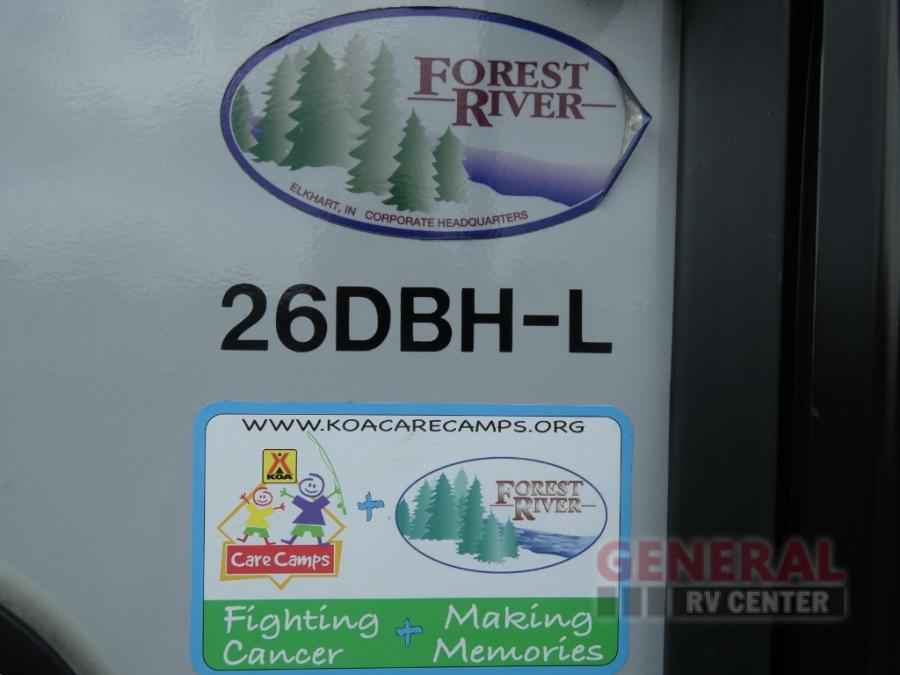 FOREST
RIVER
ELKHART, IN CORPORATE HEADQUARTERS
26DBH-L
WWW.KOACARECAMPS.ORG
KOA
Care Camps
+
FOREST
RIVER
Fighting
Cancer
+
Making
Memories
GENERAL
RV CENTER